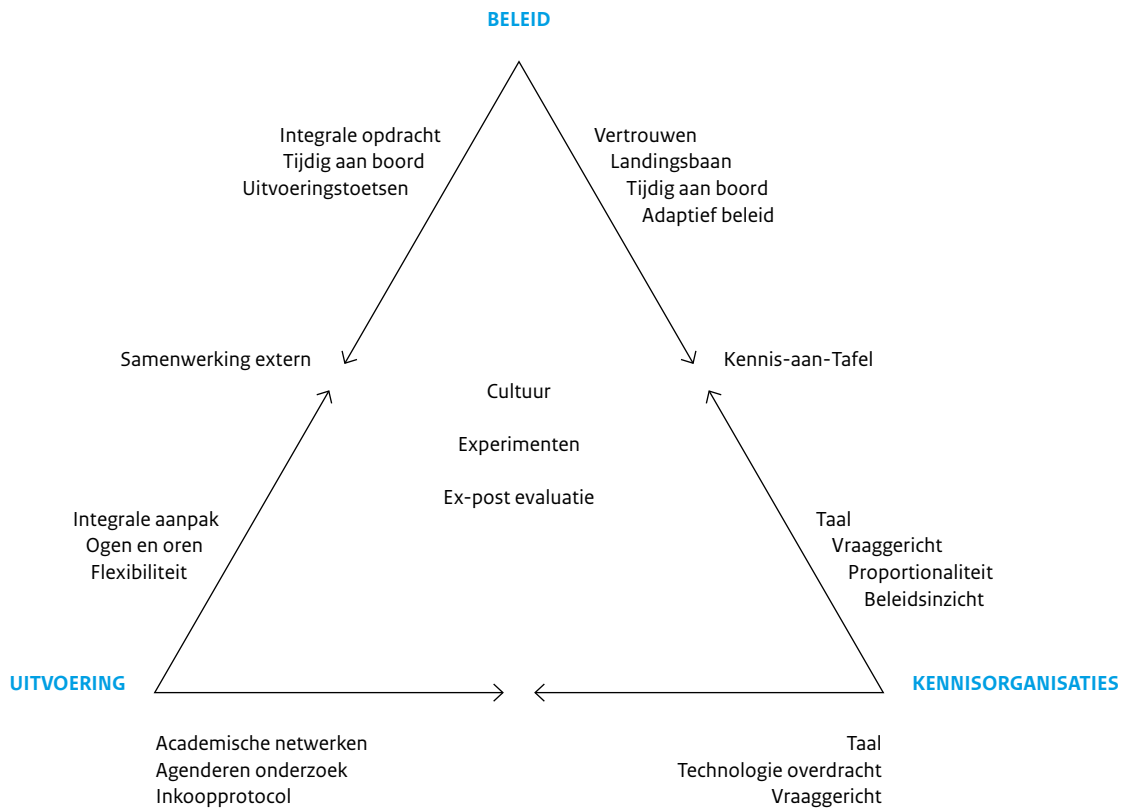 BELEID
Integrale opdracht
Tijdig aan boord
Uitvoeringstoetsen
Vertrouwen
Landingsbaan
Tijdig aan boord
Adaptief beleid
Samenwerking extern
Kennis-aan-Tafel
Cultuur
Experimenten
Ex-post evaluatie
Integrale aanpak
Ogen en oren
Flexibiliteit
Taal
Vraaggericht
Proportionaliteit
Beleidsinzicht
UITVOERING
KENNISORGANISATIES
Academische netwerken
Agenderen onderzoek
Inkoopprotocol
Taal
Technologie overdracht
Vraaggericht